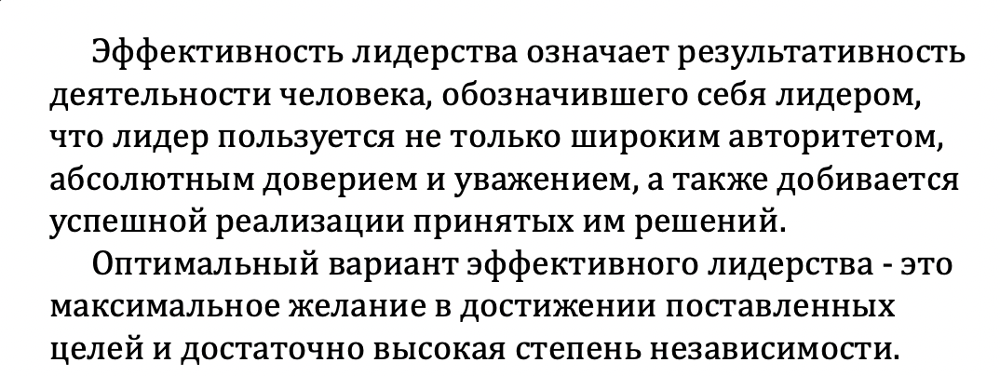 Эффективность лидерства означает результативность
деятельности человека, обозначившего себя лидером,
что лидер пользуется не только широким авторитетом,
абсолютным доверием и уважением, а также добивается
успешной реализации принятых им решений.
Оптимальный вариант эффективного лидерства - это
максимальное желание в достижении поставленных
целей и достаточно высокая степень независимости.